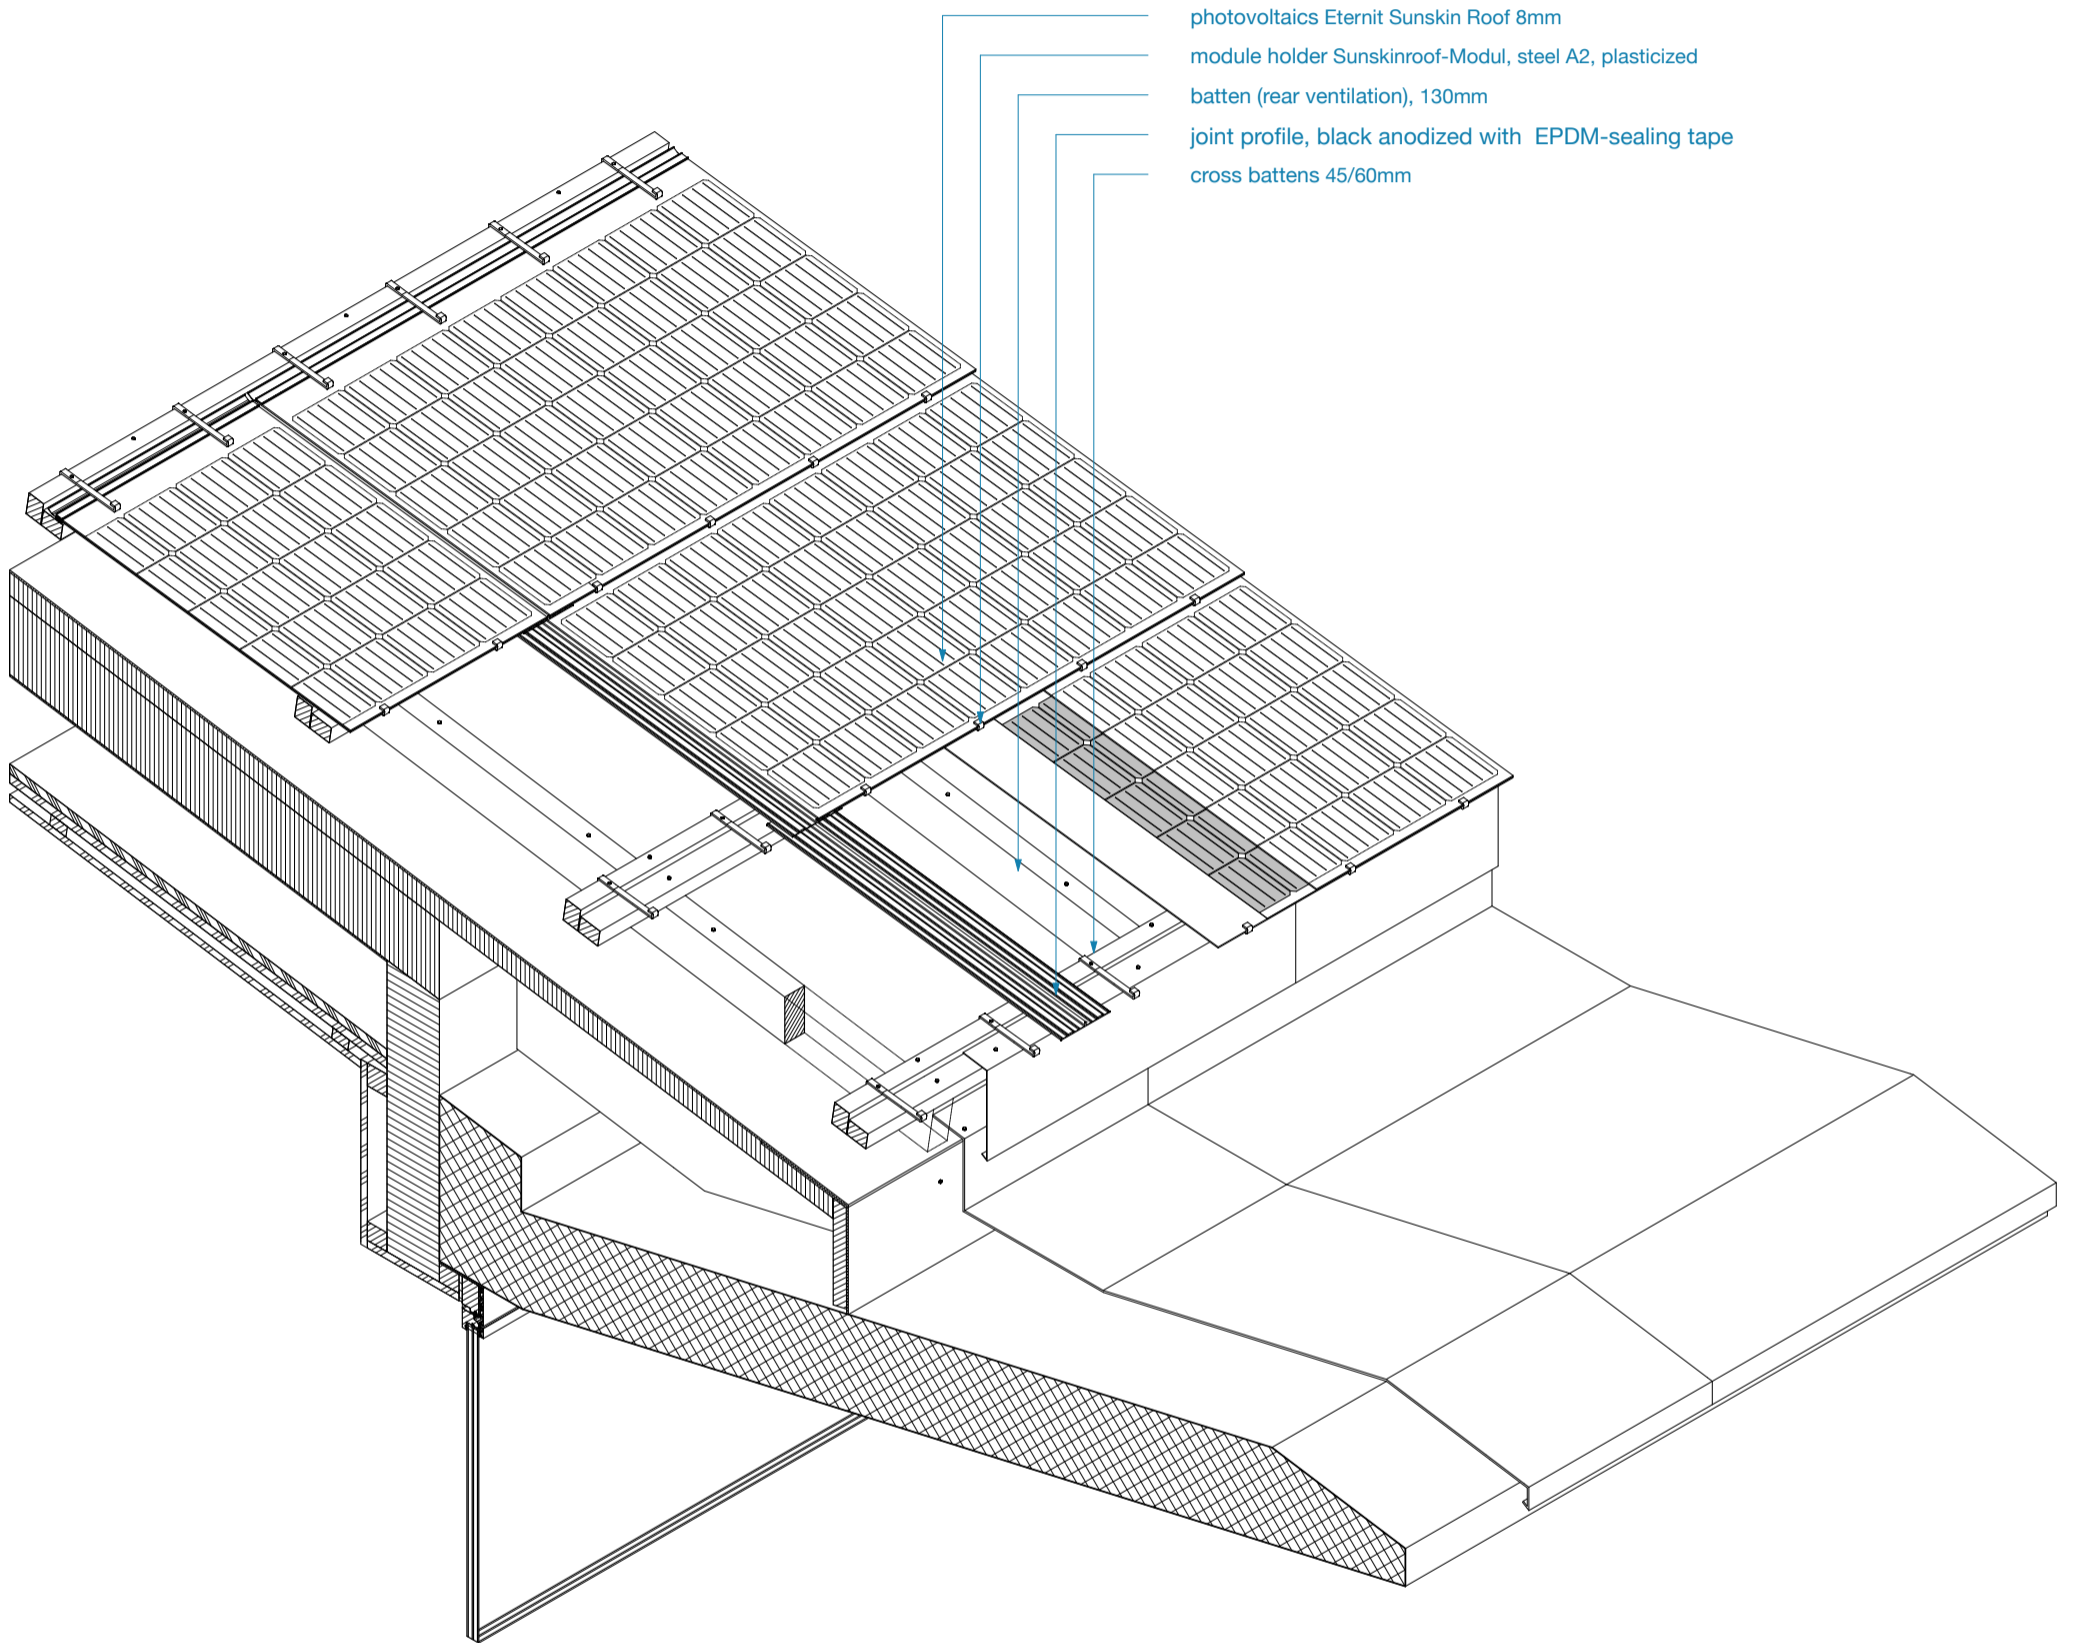 photovoltaics Eternit Sunskin Roof 8mm
module holder Sunskinroof-Modul, steel A2, plasticized
batten (rear ventilation), 130mm
joint profile, black anodized with EPDM-sealing tape
cross battens 45/60mm